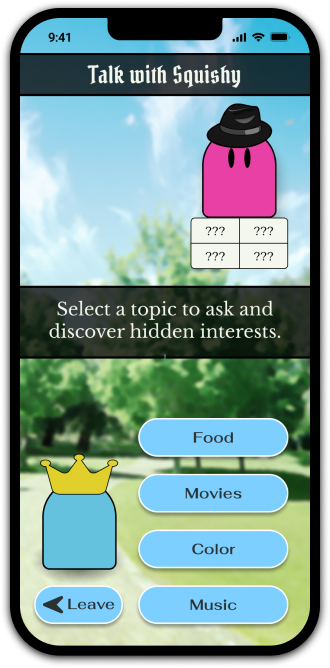 9:41
Talk with Squishy
??? ???
??? ???
Select a topic to ask and
discover hidden interests.
Food
Movies
Color
Leave Music